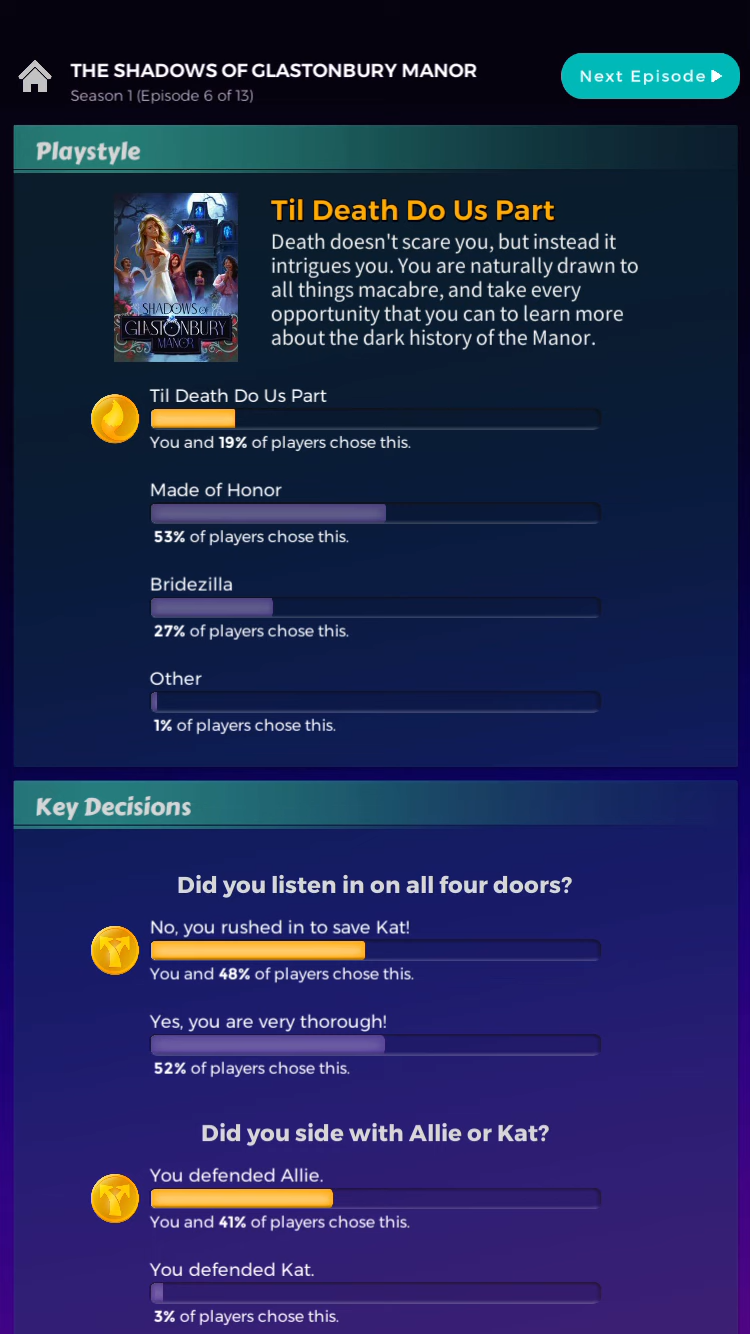 THE SHADOWS OF GLASTONBURY MANOR
Season 1 (Episode 6 of 13)
Next Episode
Playstyle
SHADOWS OF
GLASTONBURY
MANOR
Til Death Do Us Part
Death doesn't scare you, but instead it
intrigues you. You are naturally drawn to
all things macabre, and take every
opportunity that you can to learn more
about the dark history of the Manor.
Til Death Do Us Part
You and 19% of players chose this.
Made of Honor
53% of players chose this.
Bridezilla
27% of players chose this.
Other
1% of players chose this.
Key Decisions
Did you listen in on all four doors?
No, you rushed in to save Kat!
You and 48% of players chose this.
Yes, you are very thorough!
52% of players chose this.
Did you side with Allie or Kat?
You defended Allie.
You and 41% of players chose this.
You defended Kat.
3% of players chose this.